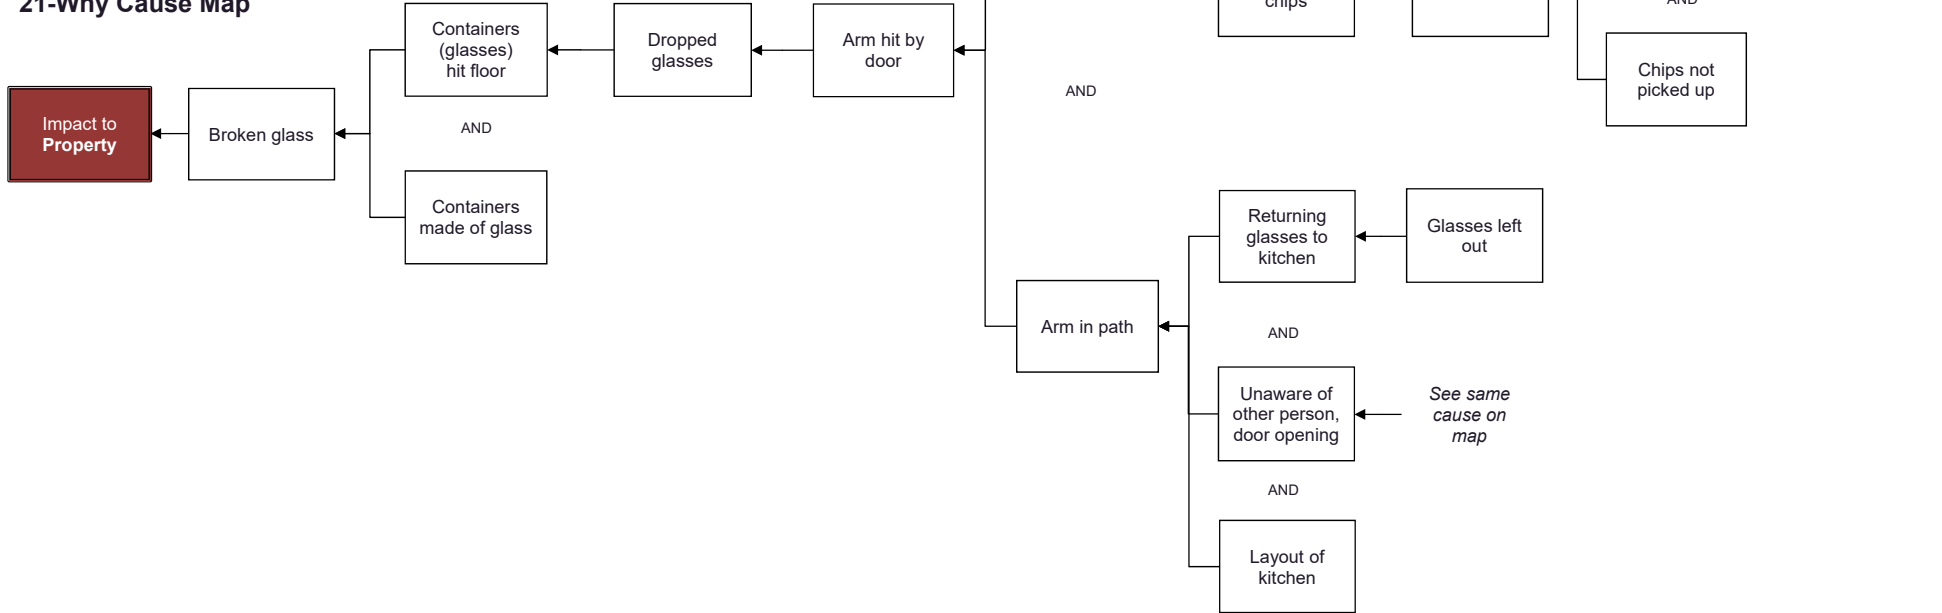 21-Why Cause Map
chips
AND
Containers
(glasses)
hit floor
Dropped
glasses
Arm hit by
door
AND
Chips not
picked up
Impact to
Property
Broken glass
AND
Containers
made of glass
Returning
glasses to
kitchen
Glasses left
out
Arm in path
AND
Unaware of
other person,
door opening
See same
cause on
map
AND
Layout of
kitchen